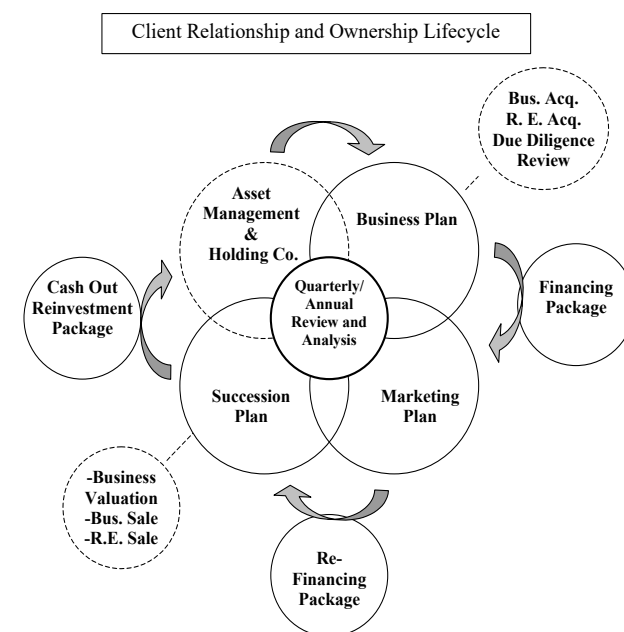 Client Relationship and Ownership Lifecycle
Bus. Acq.
R. E. Acq.
Due Diligence
Review
Asset
Management
&
Holding Co.
Business Plan
Cash Out
Reinvestment
Package
Quarterly/
Annual
Review and
Analysis
Financing
Package
Succession
Plan
Marketing
Plan
-Business
Valuation
-Bus. Sale
-R.E. Sale
Re-
Financing
Package